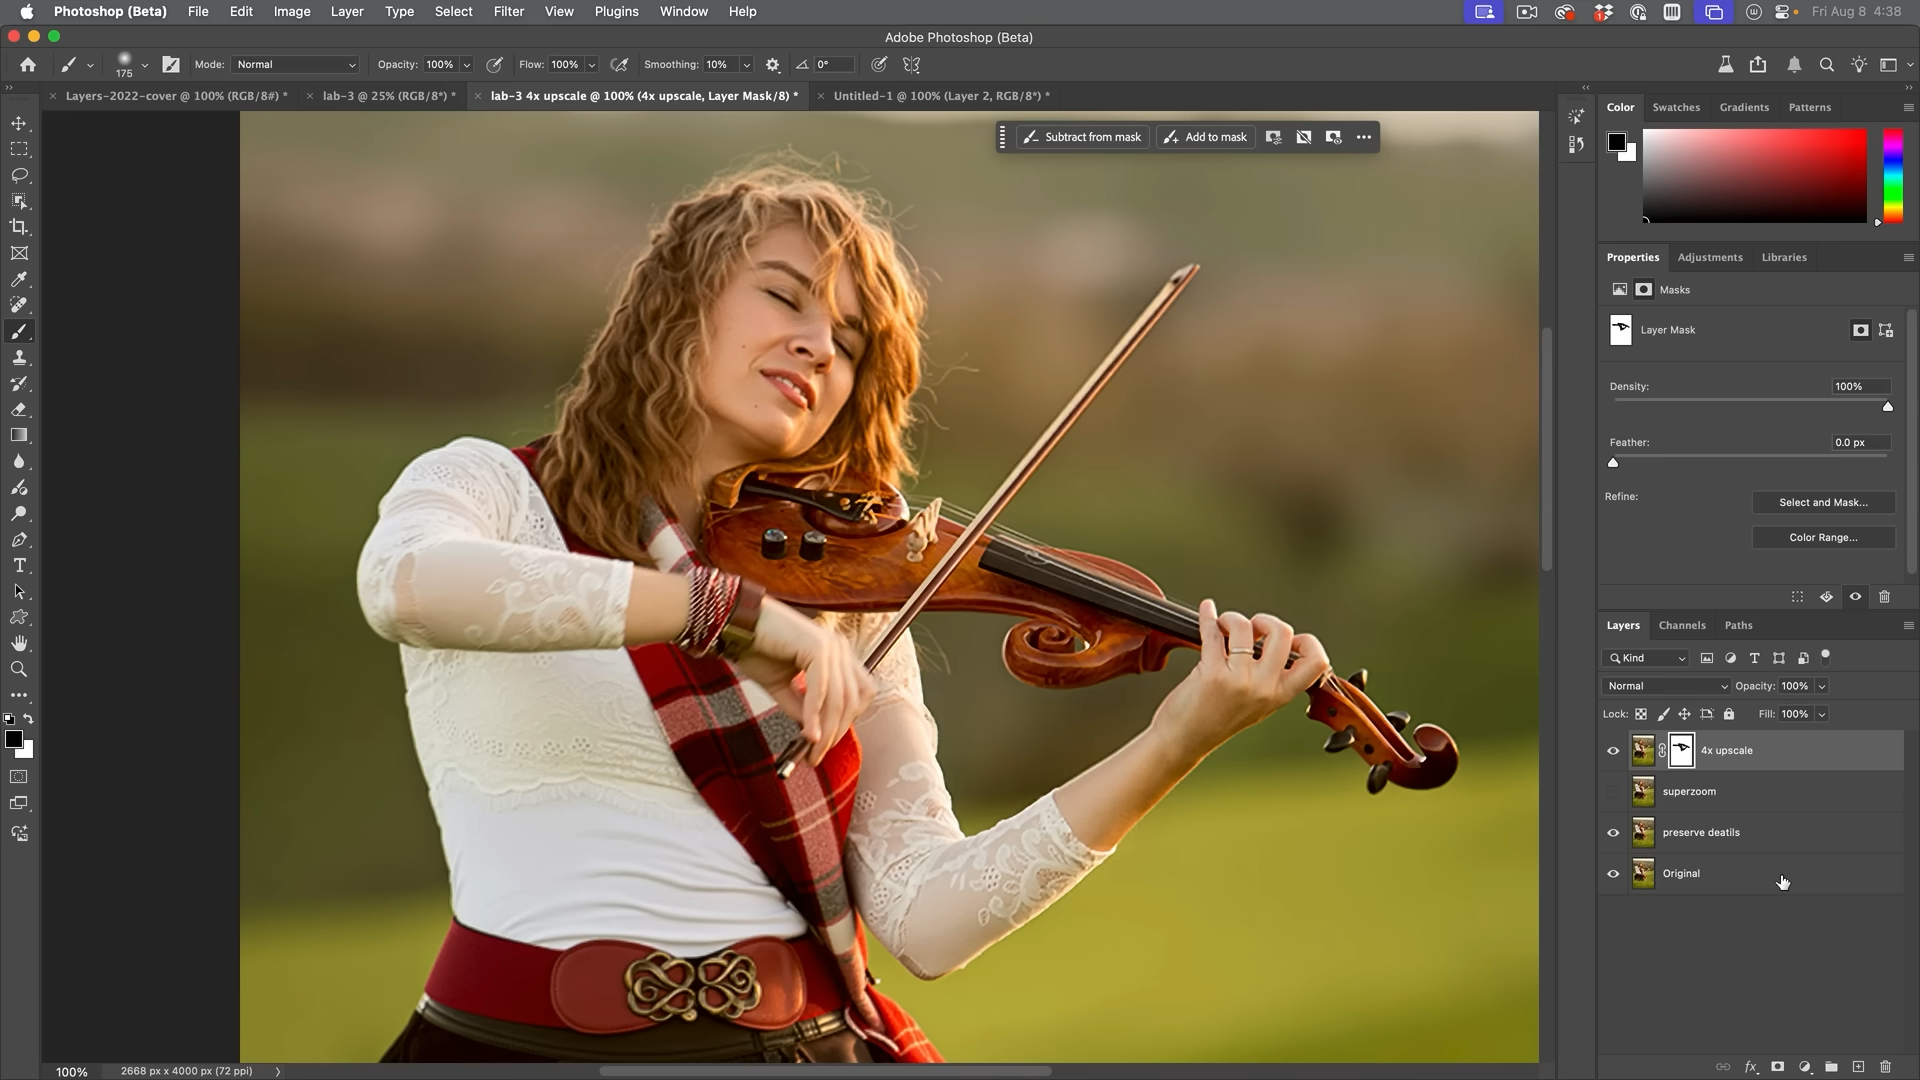 Photoshop (Beta) File Edit Image Layer Type Select Filter View Plugins Window Help Fri Aug 8 4:38
Adobe Photoshop (Beta)
175 Mode: Normal Opacity: 100% Flow: 100% Smoothing: 10% 0°
Layers-2022-cover @ 100% (RGB/8#) * lab-3 @ 25% (RGB/8*) * lab-3 4x upscale @ 100% (4x upscale, Layer Mask/8) * Untitled-1 @ 100% (Layer 2, RGB/8*) *
Subtract from mask Add to mask
Color Swatches Gradients Patterns
Properties Adjustments Libraries
Masks
Layer Mask
Density: 100%
Feather: 0.0 px
Refine: Select and Mask...
Color Range...
Layers Channels Paths
Kind
Normal Opacity: 100%
Lock: Fill: 100%
4x upscale
superzoom
preserve deatils
Original
100% 2668 px x 4000 px (72 ppi)